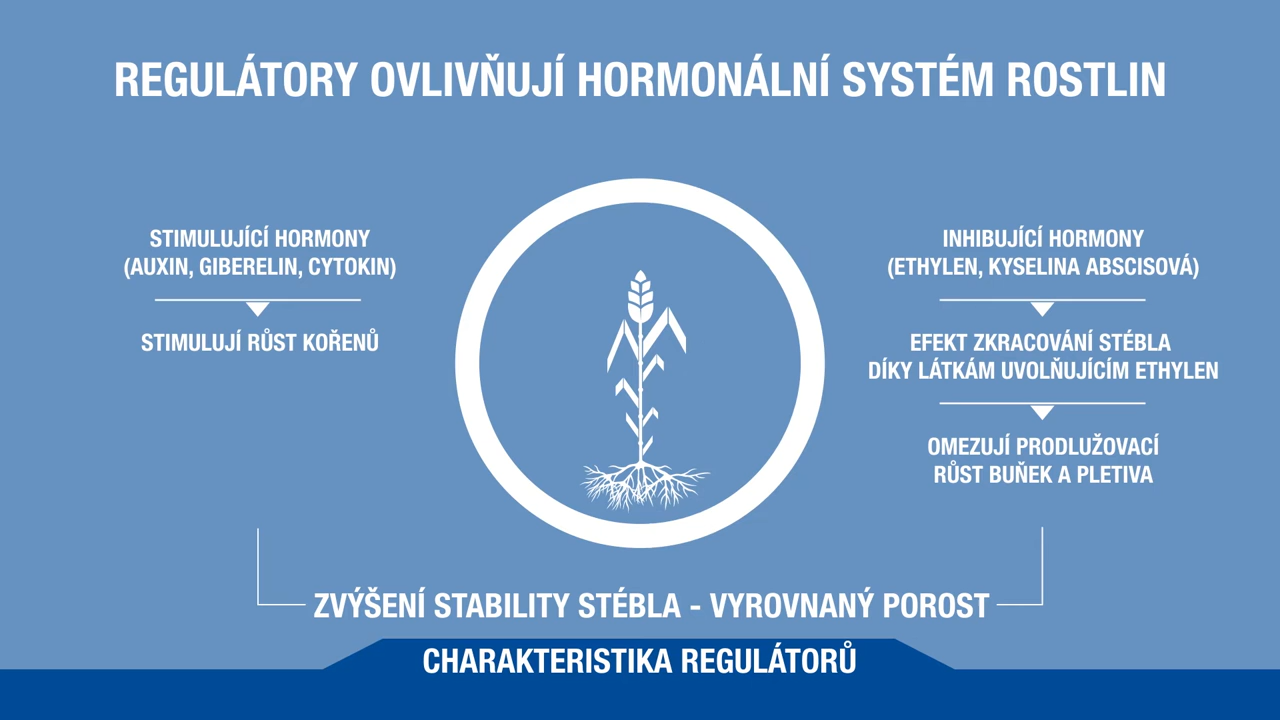 REGULÁTORY OVLIVŇUJÍ HORMONÁLNÍ SYSTÉM ROSTLIN
STIMULUJÍCÍ HORMONY
(AUXIN, GIBERELIN, CYTOKIN)
STIMULUJÍ RŮST KOŘENŮ
INHIBUJÍCÍ HORMONY
(ETHYLEN, KYSELINA ABSCISOVÁ)
EFEKT ZKRACOVÁNÍ STÉBLA
DÍKY LÁTKÁM UVOLŇUJÍCÍM ETHYLEN
OMEZUJÍ PRODLUŽOVACÍ
RŮST BUŇEK A PLETIVA
ZVÝŠENÍ STABILITY STÉBLA - VYROVNANÝ POROST
CHARAKTERISTIKA REGULÁTORŮ